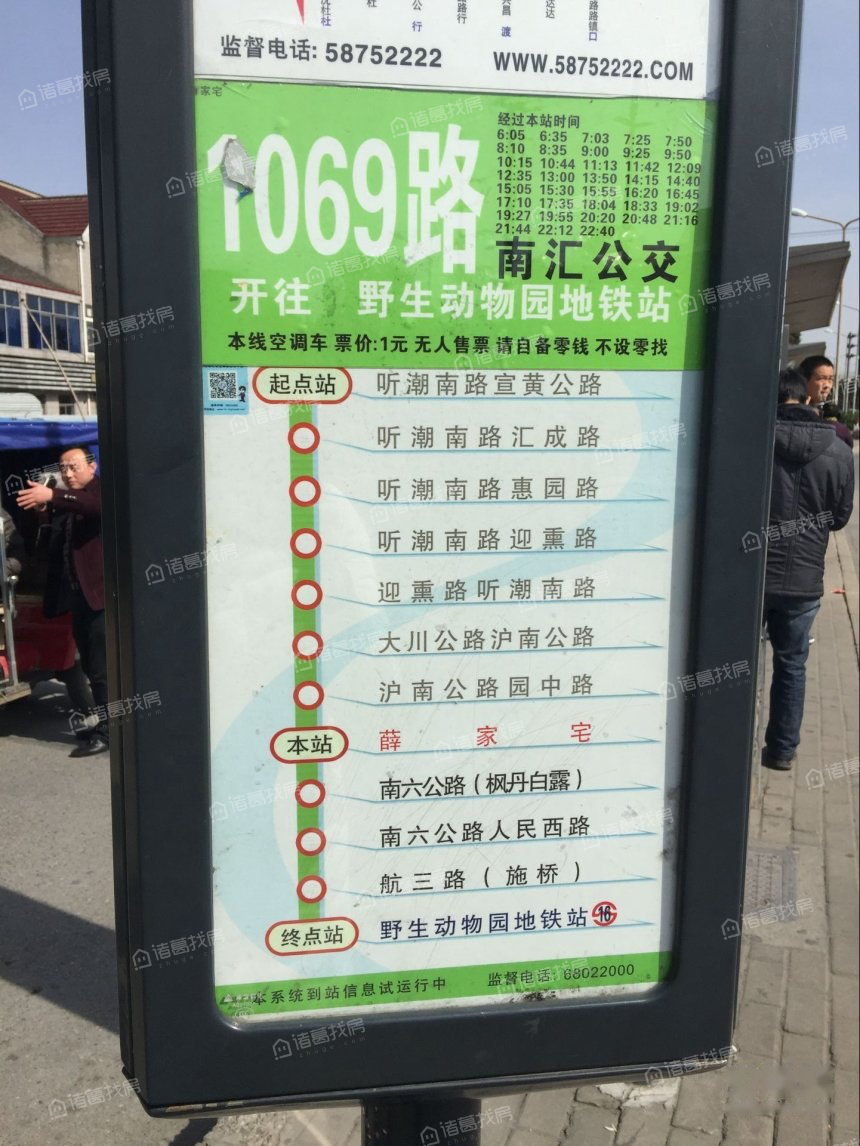 监督电话: 58752222
WWW.58752222.COM
家宅
1069路
经过本站时间
6:05 6:35 7:03 7:25 7:50
8:10 8:35 9:00 9:25 9:50
10:15 10:44 11:13 11:42 12:09
12:35 13:00 13:50 14:15 14:40
15:05 15:30 15:55 16:20 16:45
17:10 17:35 18:04 18:33 19:02
19:27 19:55 20:20 20:48 21:16
21:44 22:12 22:40
南汇公交
开往 野生动物园地铁站
本线空调车 票价:1元 无人售票 请自备零钱 不设零找
起点站 听潮南路宣黄公路
听潮南路汇成路
听潮南路惠园路
听潮南路迎熏路
迎熏路听潮南路
大川公路沪南公路
沪南公路园中路
本站 薛家宅
南六公路(枫丹白露)
南六公路人民西路
航三路(施桥)
终点站 野生动物园地铁站 16
本系统到站信息试运行中
监督电话: 68022000
诸葛找房